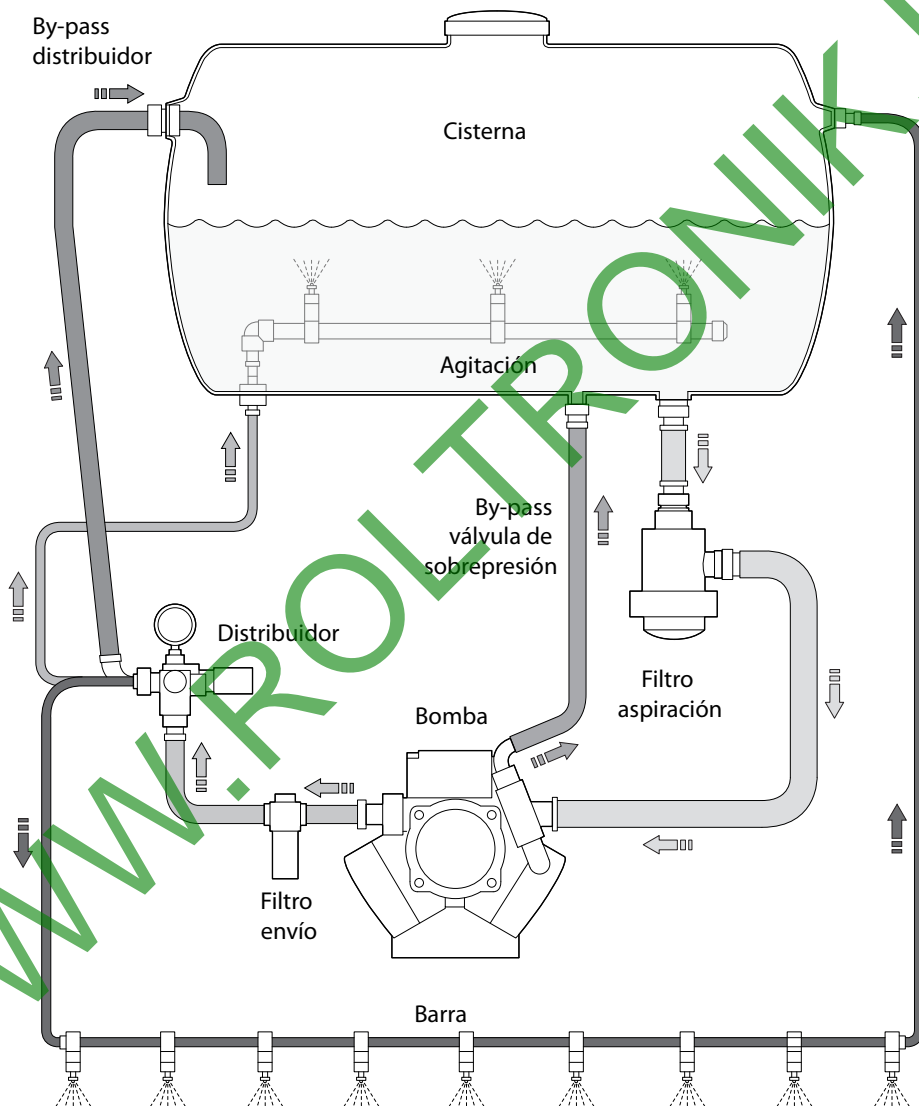 By-pass
distribuidor
Cisterna
Agitación
By-pass
válvula de
sobrepresión
Distribuidor
Filtro
aspiración
Bomba
Filtro
envío
Barra
WWW.ROLTRONIK.